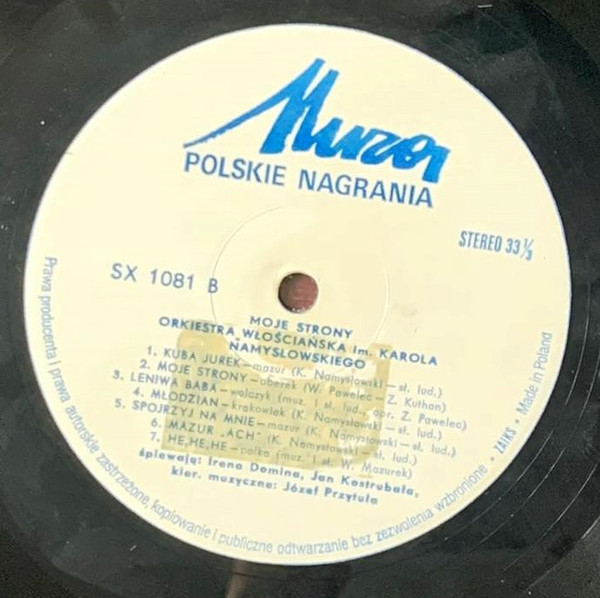 Muza
POLSKIE NAGRANIA
STEREO 33⅓
SX 1081 B
MOJE STRONY
ORKIESTRA WŁOŚCIAŃSKA im. KAROLA
NAMYSŁOWSKIEGO
1. KUBA JUREK—mazur (K. Namysłowski—sł. lud.)
2. MOJE STRONY—oberek (W. Pawelec—Z. Kuthan)
3. LENIWA BABA—walczyk (muz. i sł. lud., opr. Z. Pawelec)
4. MŁODZIAN—krakowiak (K. Namysłowski—sł. lud.)
5. SPOJRZYJ NA MNIE—mazur (K. Namysłowski—sł. lud.)
6. MAZUR „ACH" (K. Namysłowski—sł. lud.)
7. HE, HE, HE—polka (muz. i sł. W. Mazurek)
śpiewają: Irena Domina, Jan Kostrubała,
kier. muzyczne: Józef Przytuła
Prawa producenta i prawa autorskie zastrzeżone, kopiowanie i publiczne odtwarzanie bez zezwolenia wzbronione • ZAIKS • Made in Poland